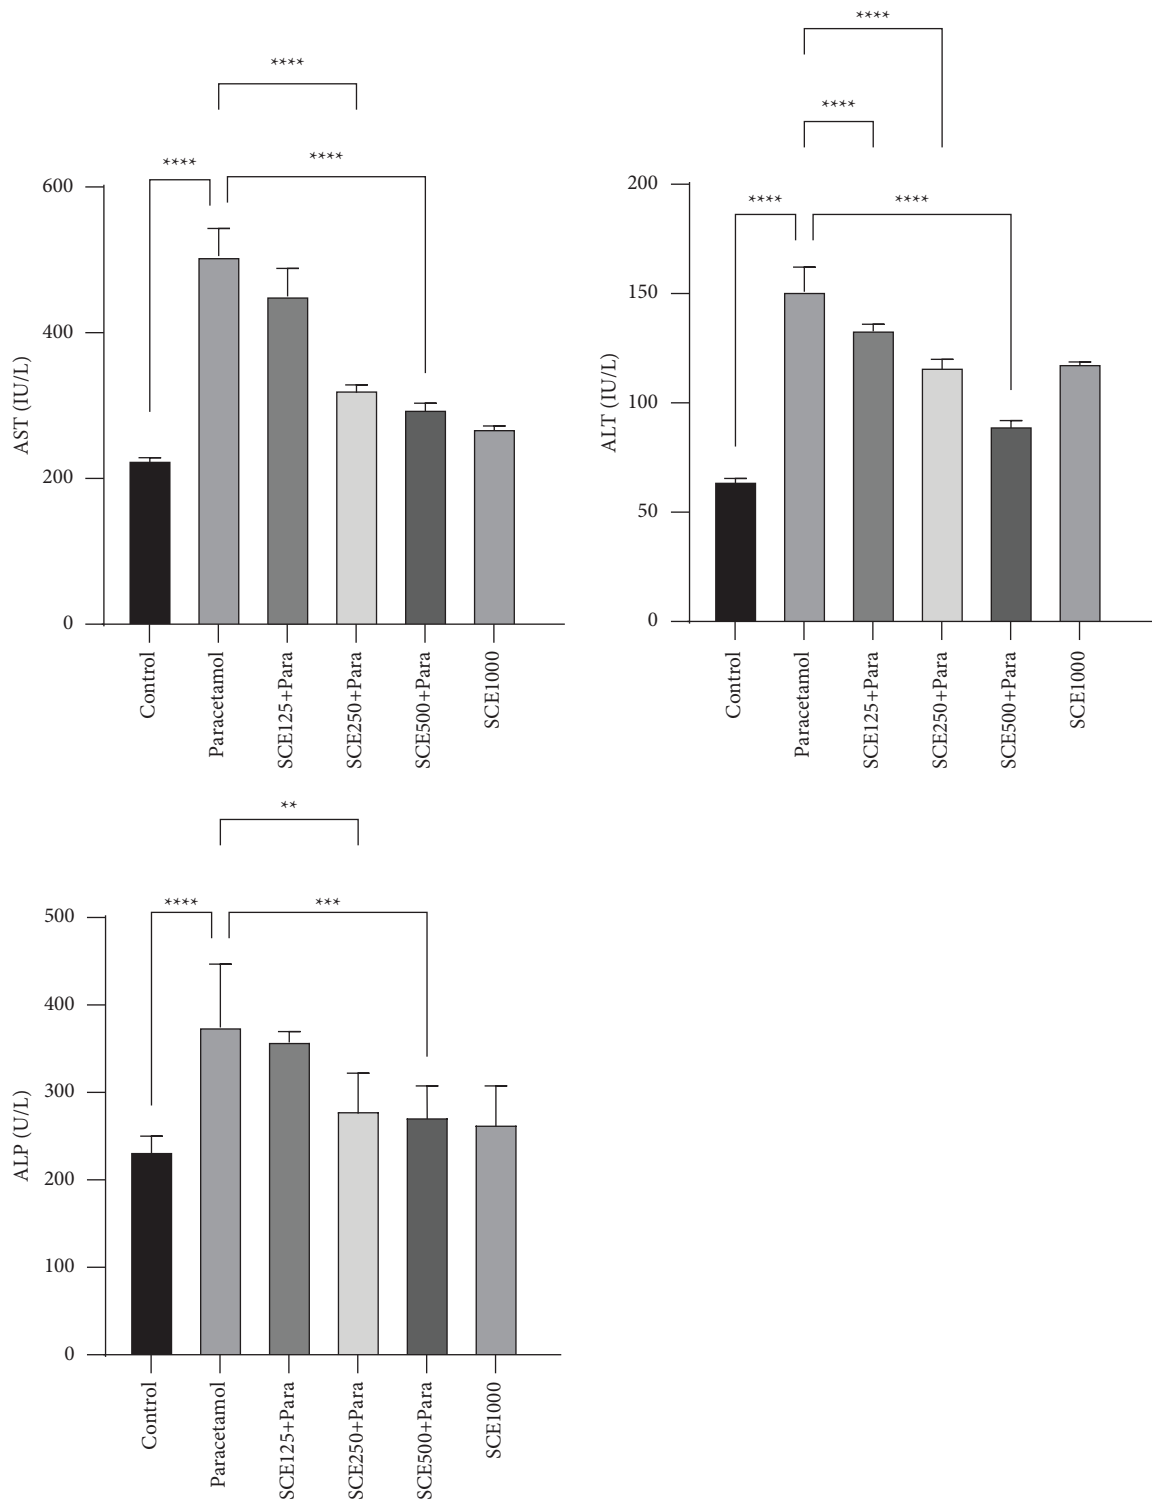 ****
****
****
600
400
200
0
AST (IU/L)
Control
Paracetamol
SCE125+Para
SCE250+Para
SCE500+Para
SCE1000
****
****
****
****
200
150
100
50
0
ALT (IU/L)
Control
Paracetamol
SCE125+Para
SCE250+Para
SCE500+Para
SCE1000
**
****
***
500
400
300
200
100
0
ALP (U/L)
Control
Paracetamol
SCE125+Para
SCE250+Para
SCE500+Para
SCE1000